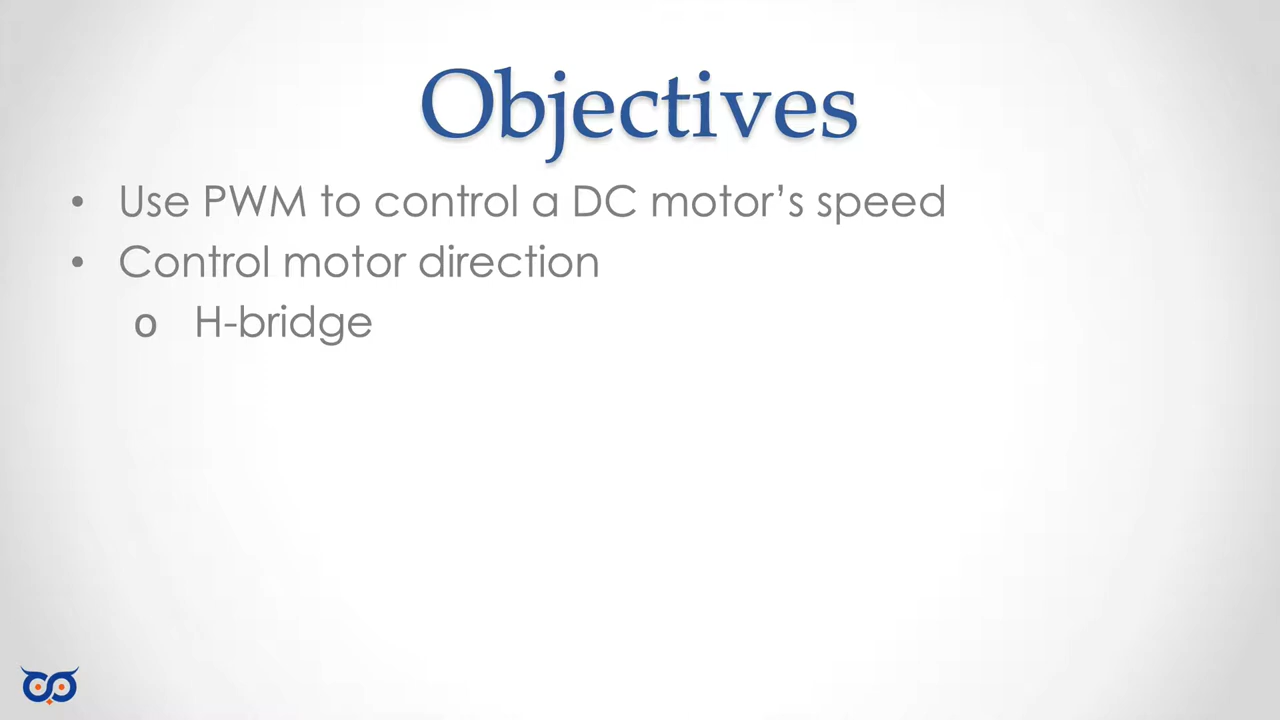 Objectives
• Use PWM to control a DC motor’s speed
• Control motor direction
o H-bridge